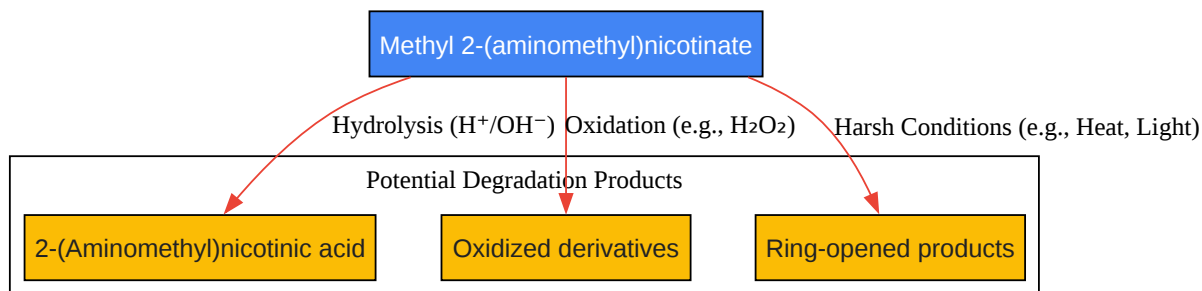 Methyl 2-(aminomethyl)nicotinate
Hydrolysis (H⁺/OH⁻)
Oxidation (e.g., H₂O₂)
Harsh Conditions (e.g., Heat, Light)
Potential Degradation Products
2-(Aminomethyl)nicotinic acid
Oxidized derivatives
Ring-opened products